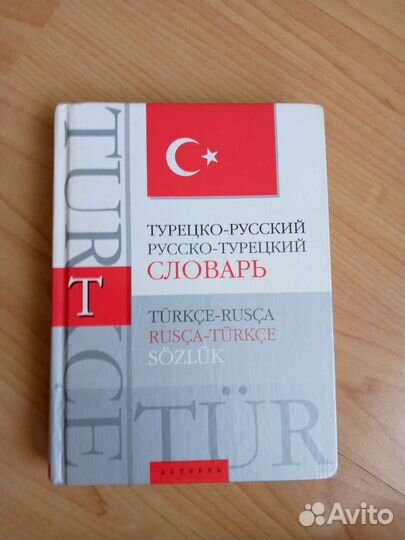 TÜRKÇE
ТУРЕЦКО-РУССКИЙ
РУССКО-ТУРЕЦКИЙ
СЛОВАРЬ
T
TÜRKÇE-RUSÇA
RUSÇA-TÜRKÇE
SÖZLÜK
TÜR
АСТРЕЛЬ
Avito